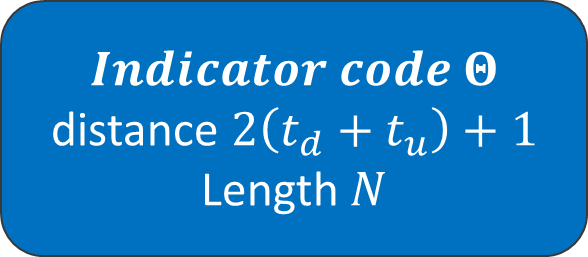 Indicator code Θ
distance 2(t_d + t_u) + 1
Length N